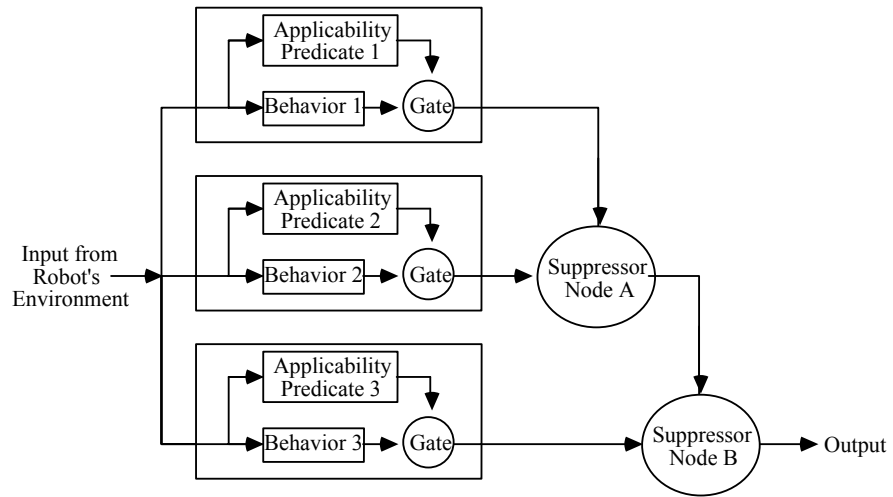 Applicability
Predicate 1
Behavior 1
Gate
Applicability
Predicate 2
Input from
Robot's
Environment
Behavior 2
Gate
Suppressor
Node A
Applicability
Predicate 3
Behavior 3
Gate
Suppressor
Node B
Output